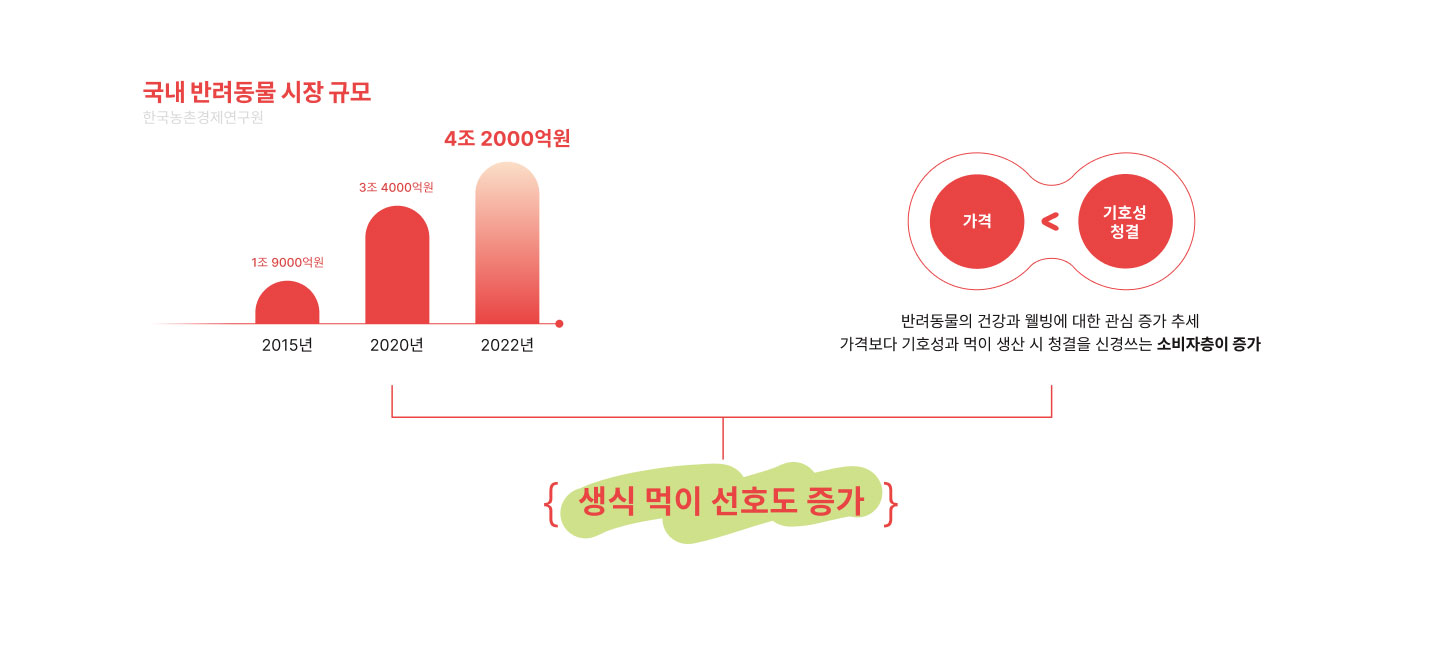 국내 반려동물 시장 규모
한국농촌경제연구원
4조 2000억원
3조 4000억원
1조 9000억원
2015년
2020년
2022년
가격
<
기호성
청결
반려동물의 건강과 웰빙에 대한 관심 증가 추세
가격보다 기호성과 먹이 생산 시 청결을 신경쓰는 소비자층이 증가
{ 생식 먹이 선호도 증가 }